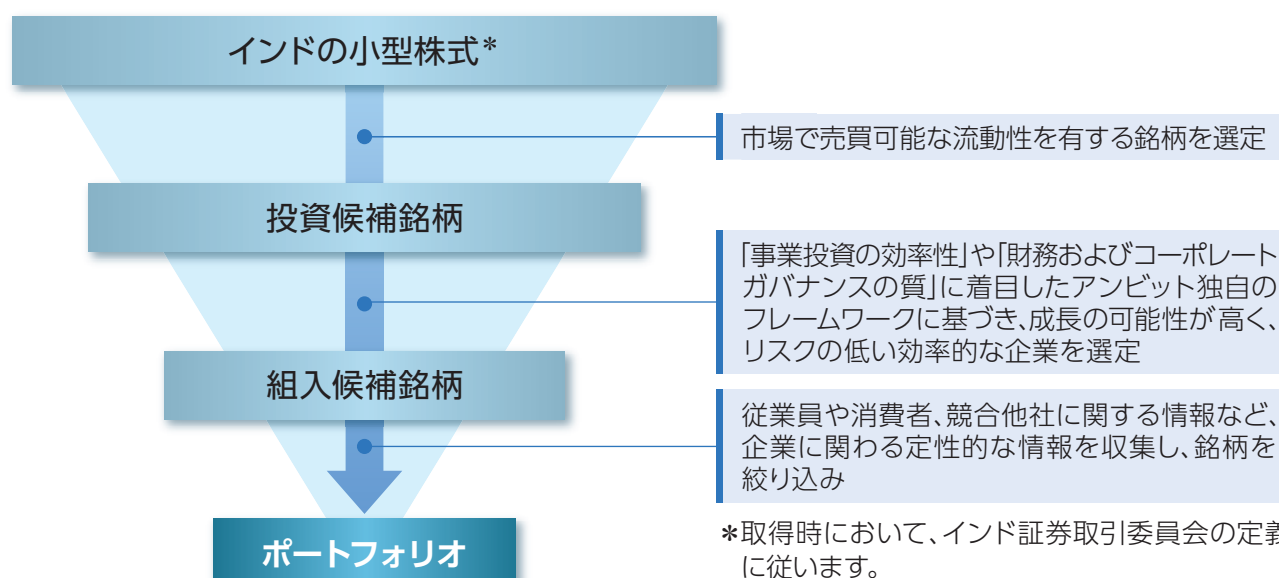 インドの小型株式*
市場で売買可能な流動性を有する銘柄を選定
投資候補銘柄
「事業投資の効率性」や「財務およびコーポレート
ガバナンスの質」に着目したアンビット独自の
フレームワークに基づき、成長の可能性が高く、
リスクの低い効率的な企業を選定
組入候補銘柄
従業員や消費者、競合他社に関する情報など、
企業に関わる定性的な情報を収集し、銘柄を
絞り込み
ポートフォリオ
*取得時において、インド証券取引委員会の定義
に従います。